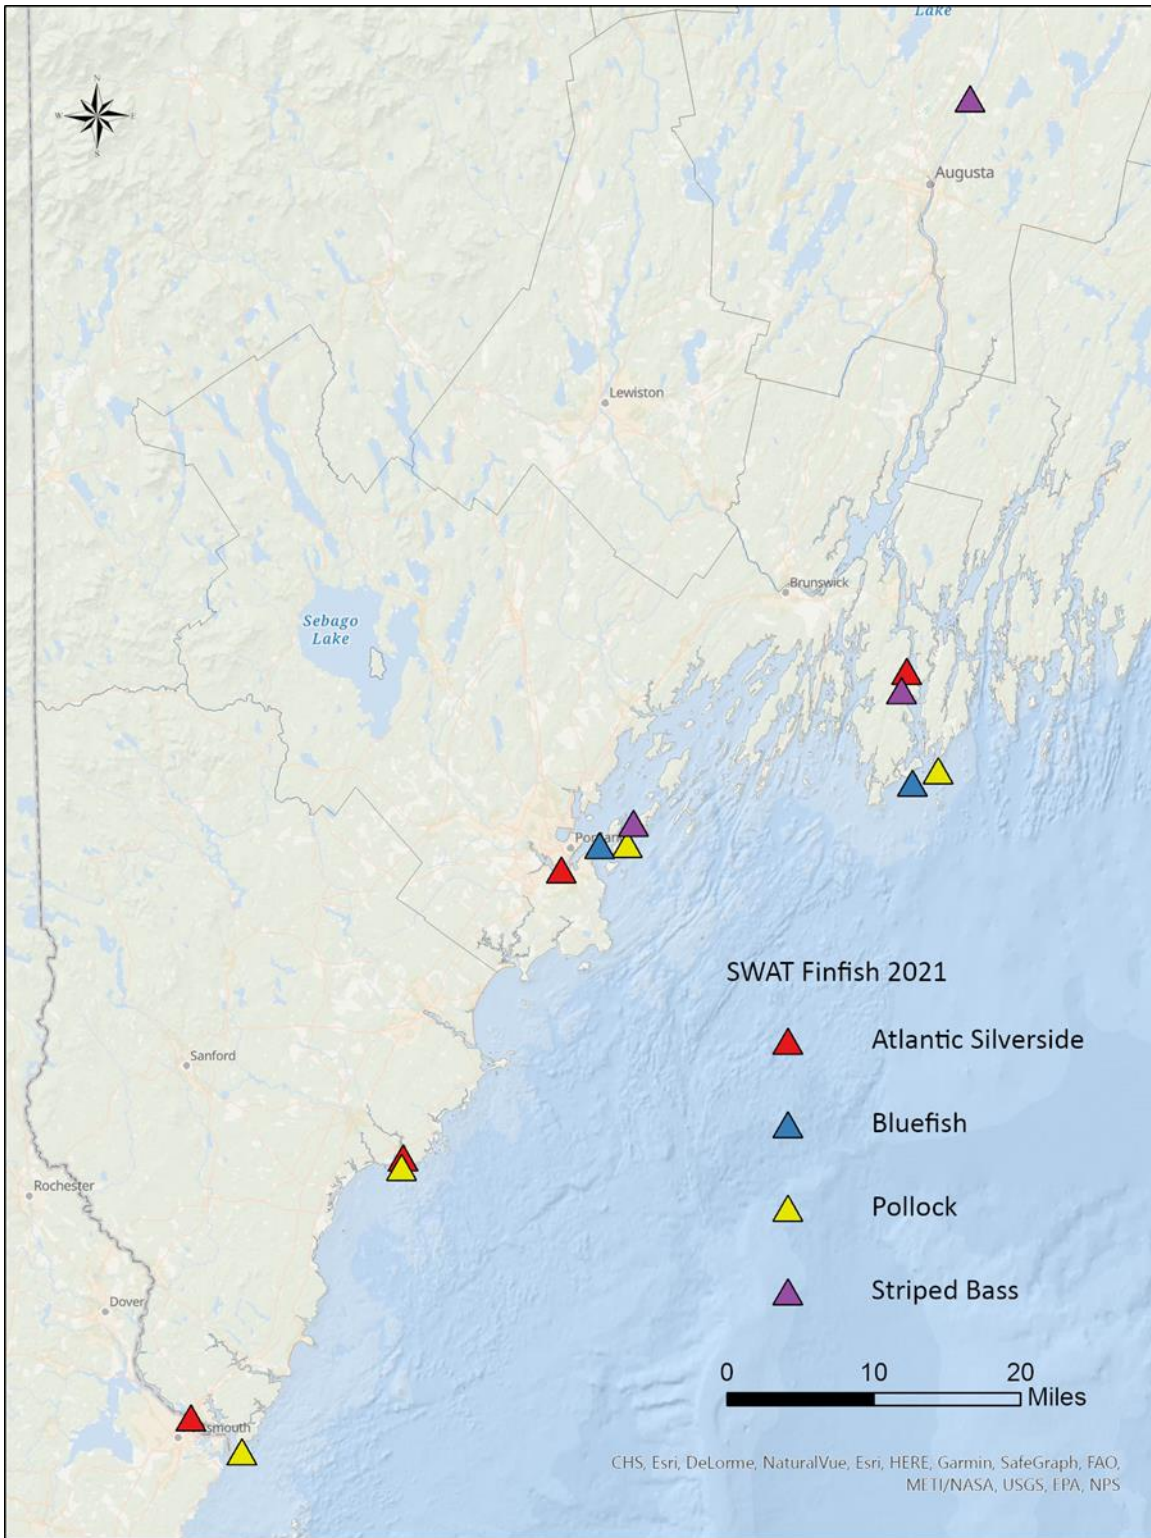 Lake
N
W E
S
Augusta
Lewiston
Brunswick
Sebago
Lake
SWAT Finfish 2021
Sanford
Atlantic Silverside
Bluefish
Rochester
Pollock
Striped Bass
Dover
0 10 20
Miles
CHS, Esri, DeLorme, NaturalVue, Esri, HERE, Garmin, SafeGraph, FAO,
METI/NASA, USGS, EPA, NPS